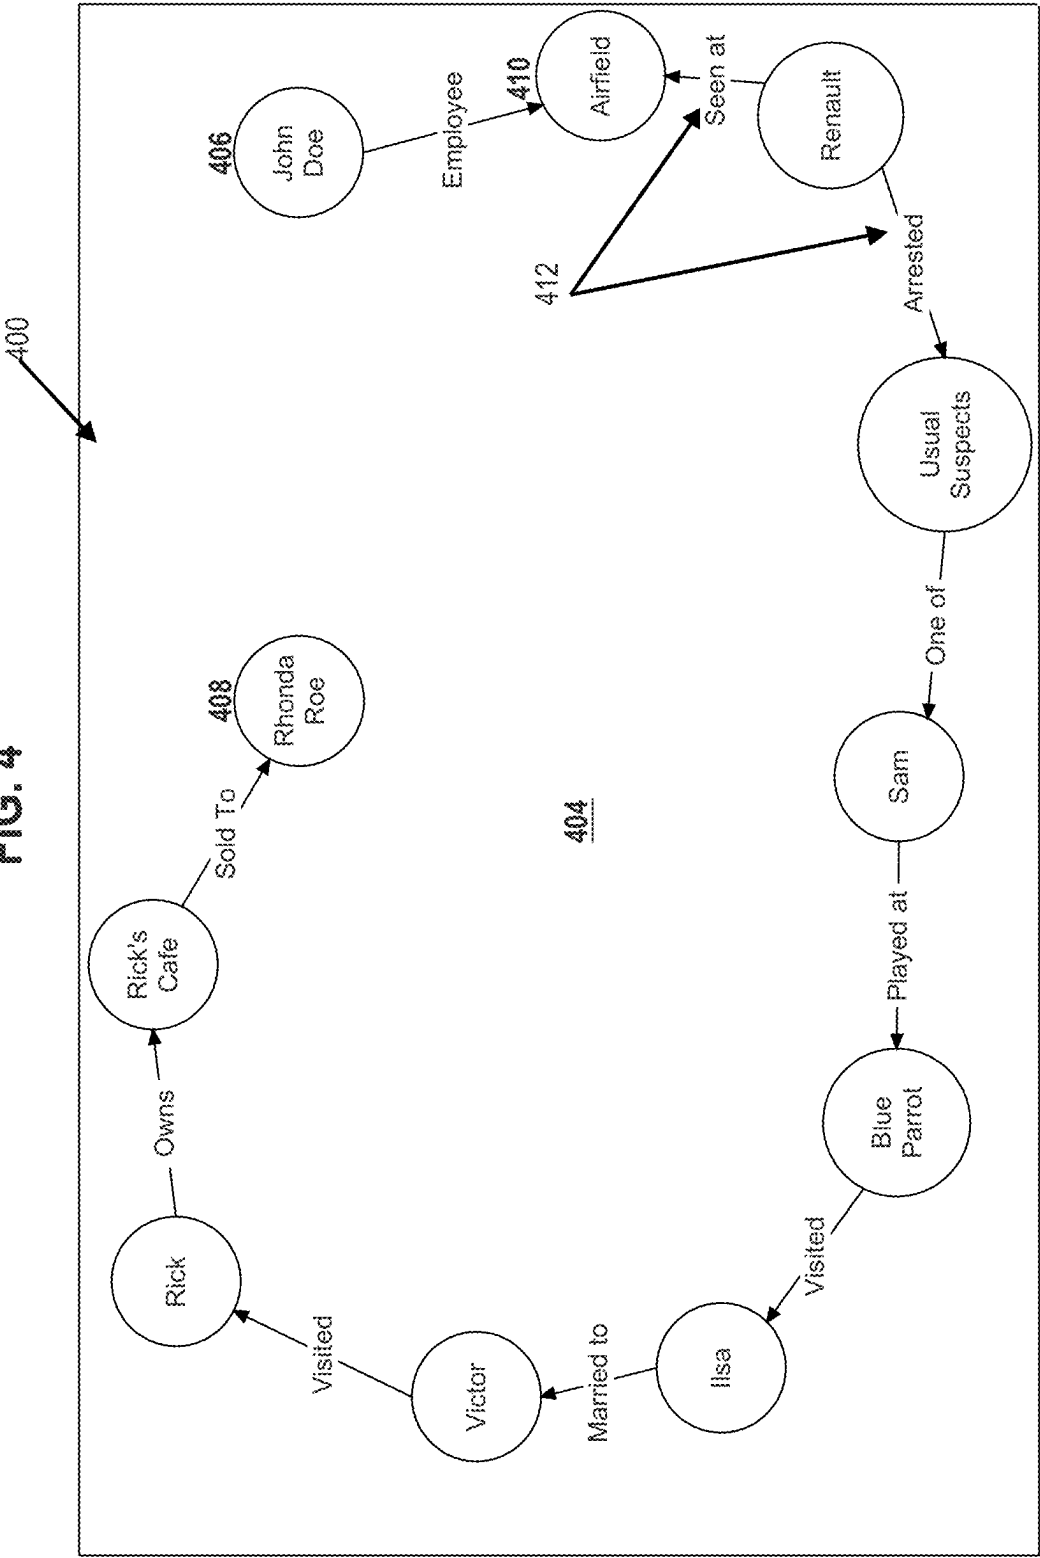 FIG. 4
400
406
John
Doe
Employee
410
Airfield
Seen at
412
Renault
Arrested
Usual
Suspects
One of
Sam
Played at
Blue
Parrot
Visited
Ilsa
Married to
Victor
Visited
Rick
Owns
Rick's
Cafe
Sold To
408
Rhonda
Roe
404